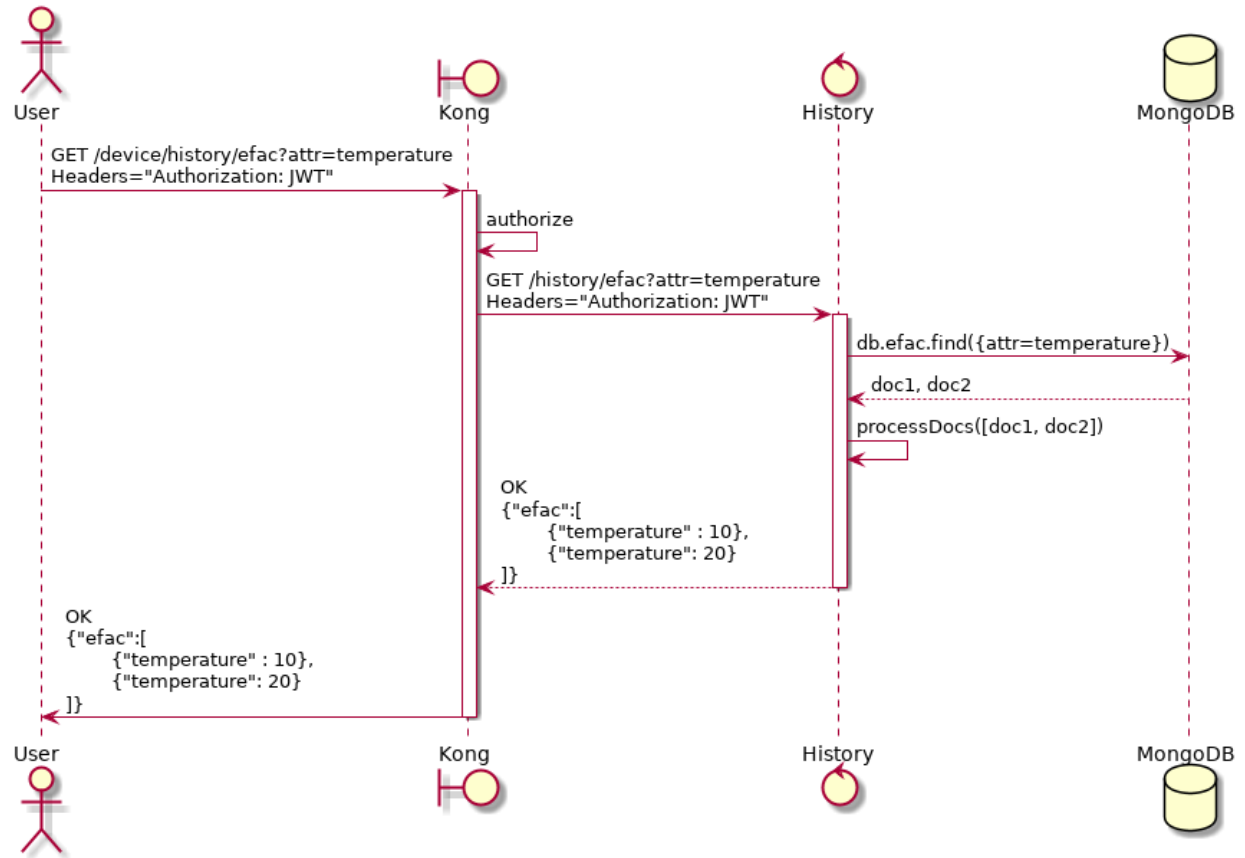 User
Kong
History
MongoDB
GET /device/history/efac?attr=temperature
Headers="Authorization: JWT"
authorize
GET /history/efac?attr=temperature
Headers="Authorization: JWT"
db.efac.find({attr=temperature})
doc1, doc2
processDocs([doc1, doc2])
OK
{"efac":[
{"temperature" : 10},
{"temperature": 20}
]}
OK
{"efac":[
{"temperature" : 10},
{"temperature": 20}
]}
User
Kong
History
MongoDB